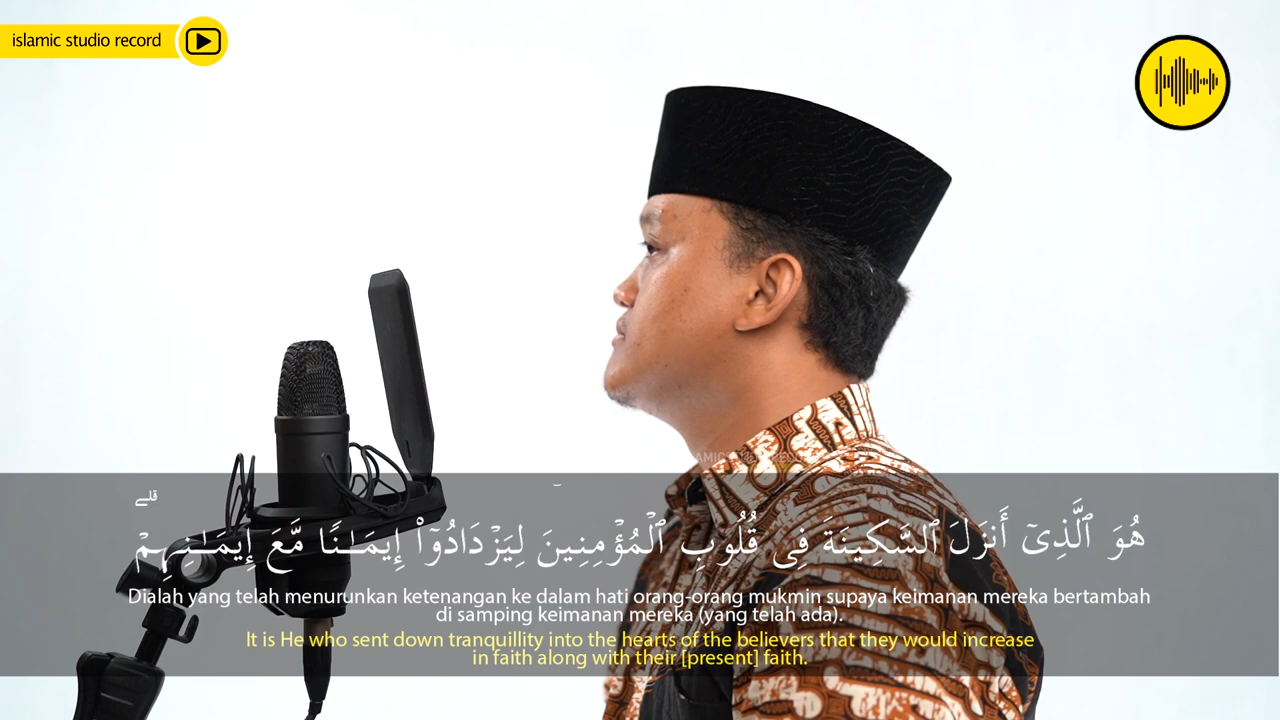 islamic studio record
هُوَ ٱلَّذِىٓ أَنزَلَ ٱلسَّكِينَةَ فِى قُلُوبِ ٱلْمُؤْمِنِينَ لِيَزْدَادُوٓا۟ إِيمَـٰنًا مَّعَ إِيمَـٰنِهِمْ ۗ
Dialah yang telah menurunkan ketenangan ke dalam hati orang-orang mukmin supaya keimanan mereka bertambah
di samping keimanan mereka (yang telah ada).
It is He who sent down tranquillity into the hearts of the believers that they would increase
in faith along with their [present] faith.